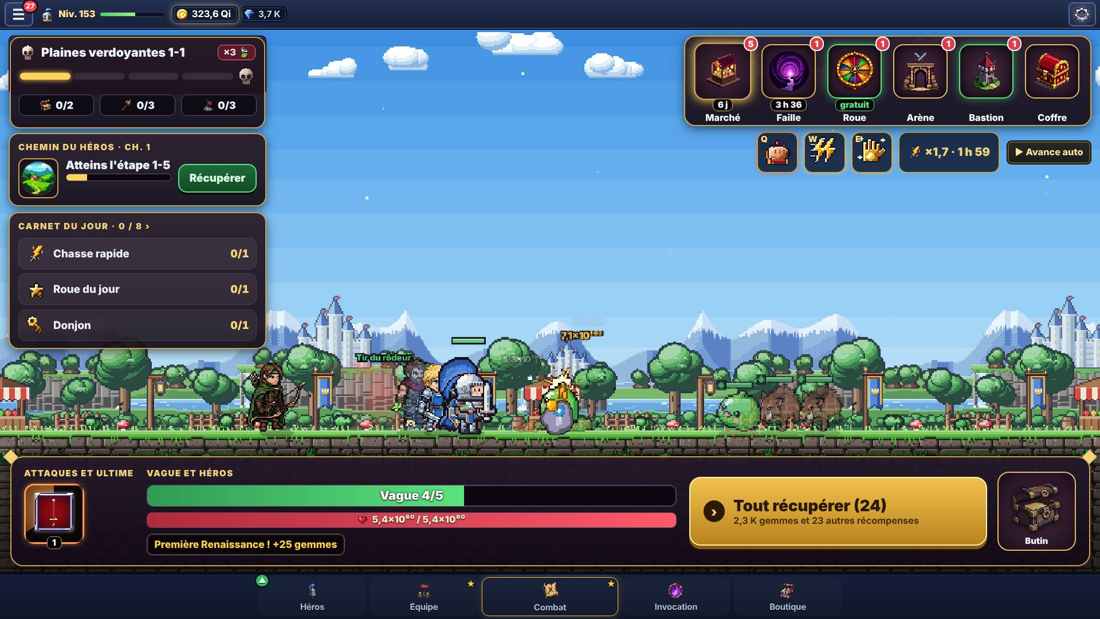 27
Niv. 153
323,6 Qi
3,7 K
Plaines verdoyantes 1-1
×3
0/2
0/3
0/3
CHEMIN DU HÉROS · CH. 1
Atteins l'étape 1-5
Récupérer
CARNET DU JOUR · 0 / 8 ›
Chasse rapide 0/1
Roue du jour 0/1
Donjon 0/1
5
1
1
1
1
6 j
3 h 36
gratuit
Marché
Faille
Roue
Arène
Bastion
Coffre
Q
W
E
×1,7 · 1 h 59
Avance auto
Tir du rôdeur
ATTAQUES ET ULTIME
1
VAGUE ET HÉROS
Vague 4/5
5,4×10⁸⁰ / 5,4×10⁸⁰
Première Renaissance ! +25 gemmes
Tout récupérer (24)
2,3 K gemmes et 23 autres récompenses
Butin
Héros
Équipe
Combat
Invocation
Boutique